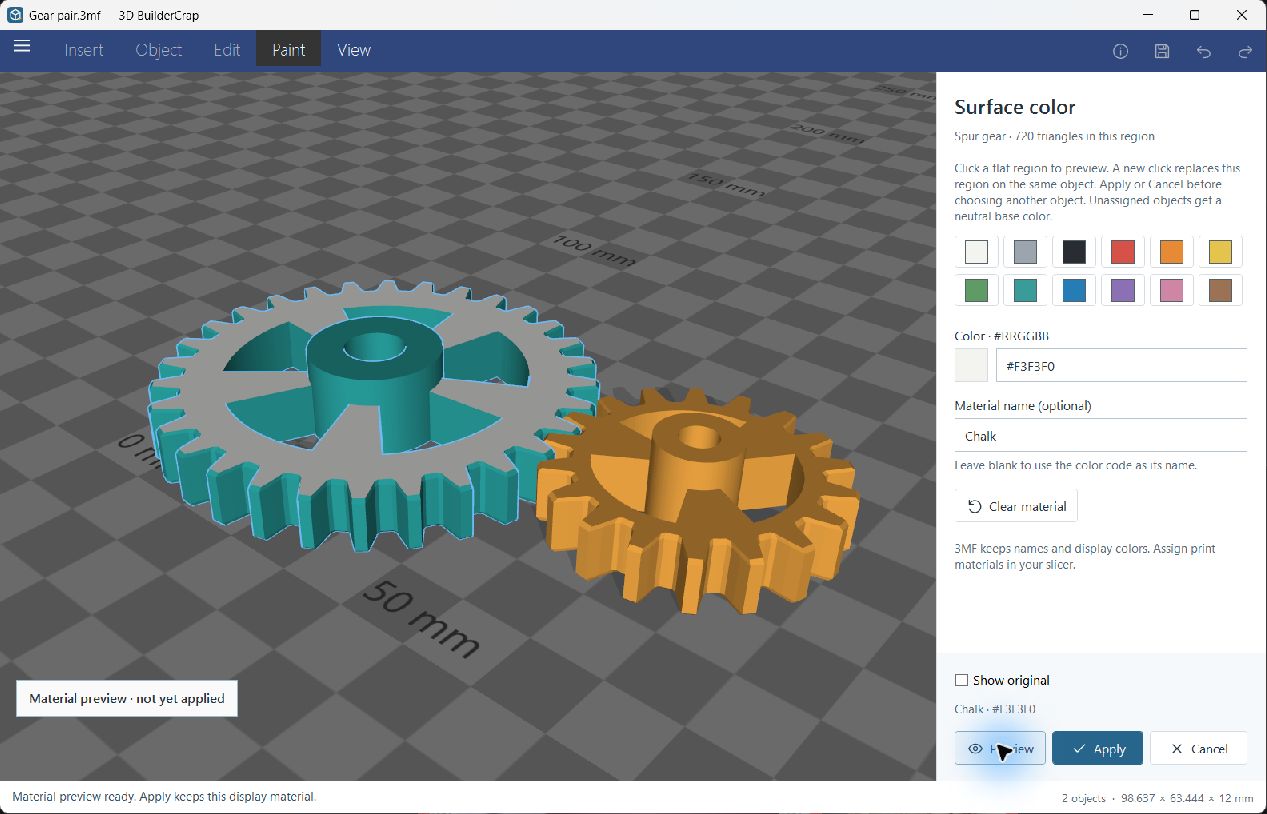 Gear pair.3mf — 3D BuilderCrap
Insert Object Edit Paint View
250 mm
200 mm
150 mm
100 mm
50 mm
Surface color
Spur gear · 720 triangles in this region
Click a flat region to preview. A new click replaces this
region on the same object. Apply or Cancel before
choosing another object. Unassigned objects get a
neutral base color.
Color · #RRGGBB
#F3F3F0
Material name (optional)
Chalk
Leave blank to use the color code as its name.
Clear material
3MF keeps names and display colors. Assign print
materials in your slicer.
Show original
Chalk · #F3F3F0
Apply Cancel
Material preview · not yet applied
Material preview ready. Apply keeps this display material.
2 objects · 98.637 × 63.444 × 12 mm